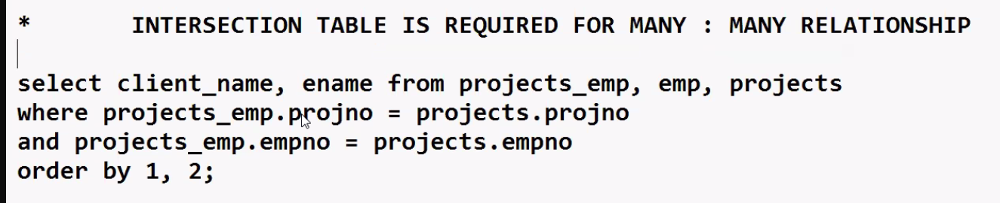 * INTERSECTION TABLE IS REQUIRED FOR MANY : MANY RELATIONSHIP
select client_name, ename from projects_emp, emp, projects
where projects_emp.projno = projects.projno
and projects_emp.empno = projects.empno
order by 1, 2;